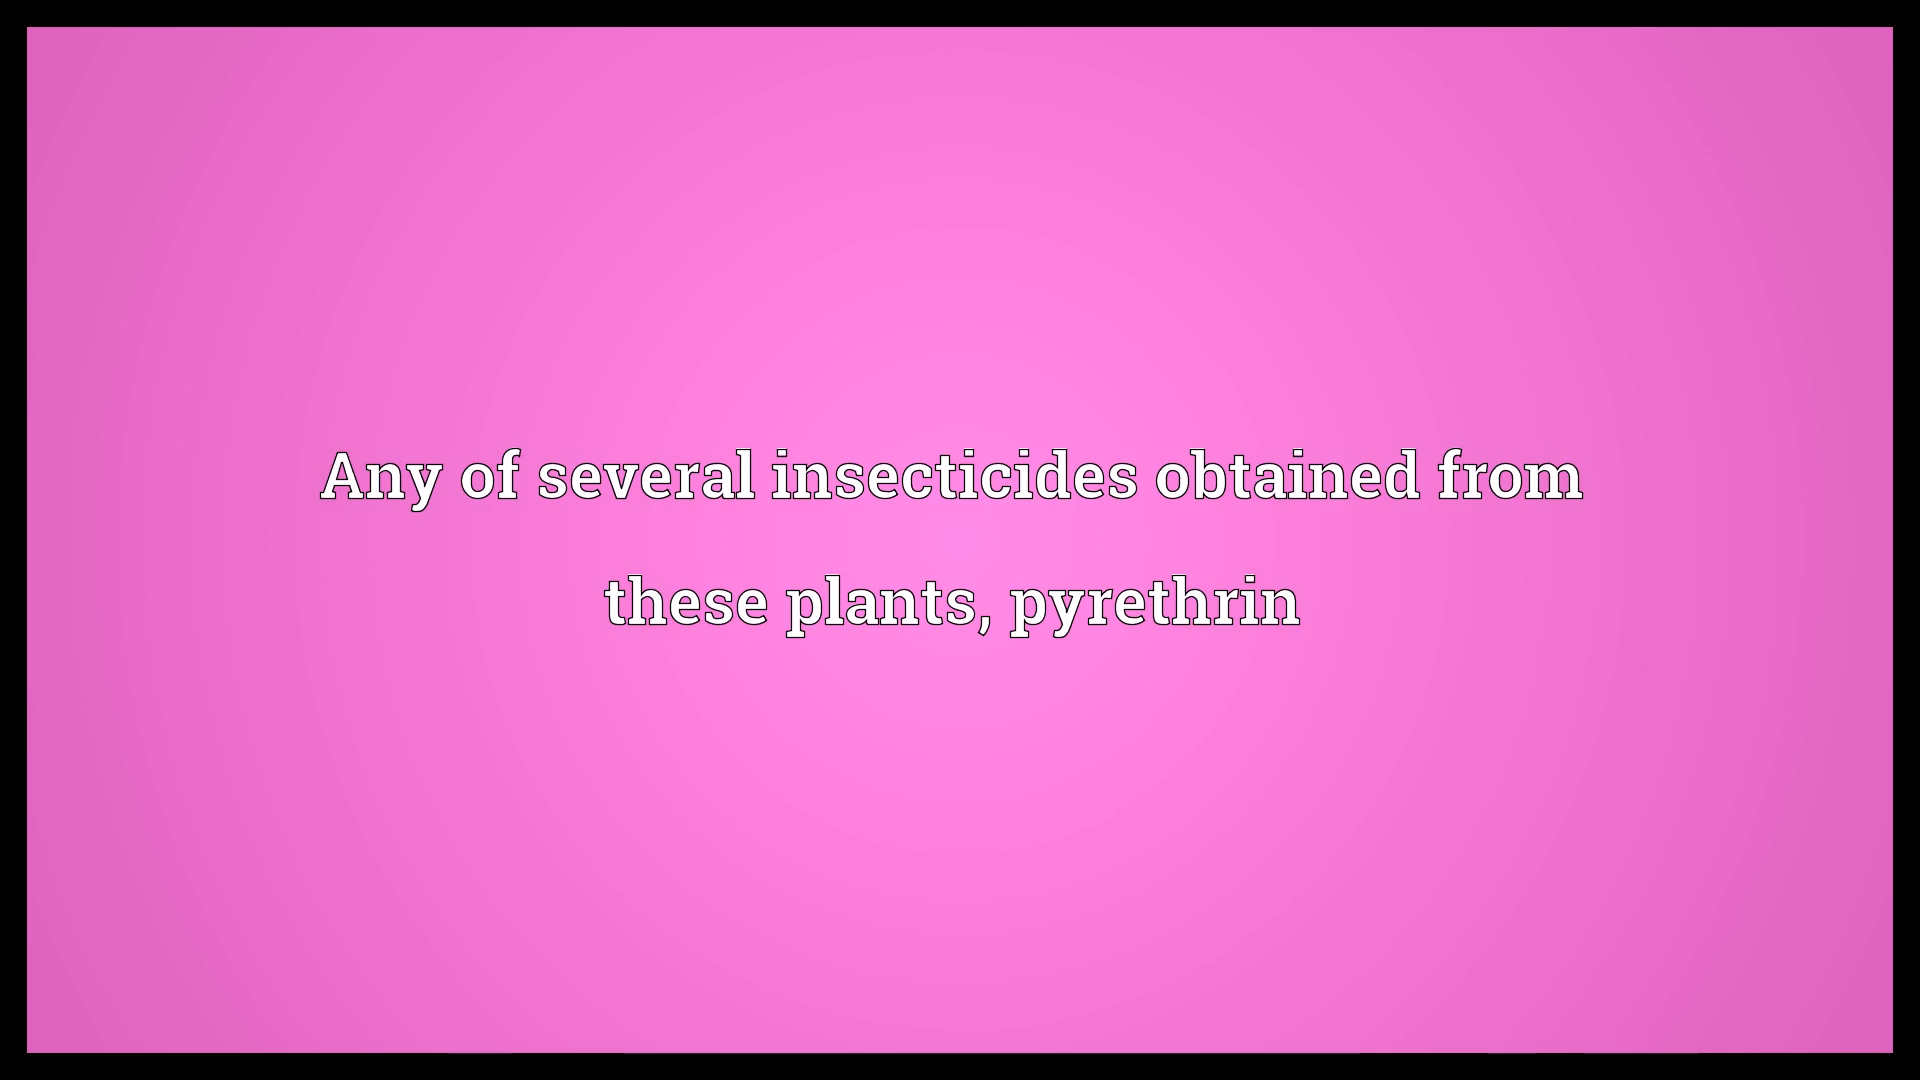 Any of several insecticides obtained from
these plants, pyrethrin